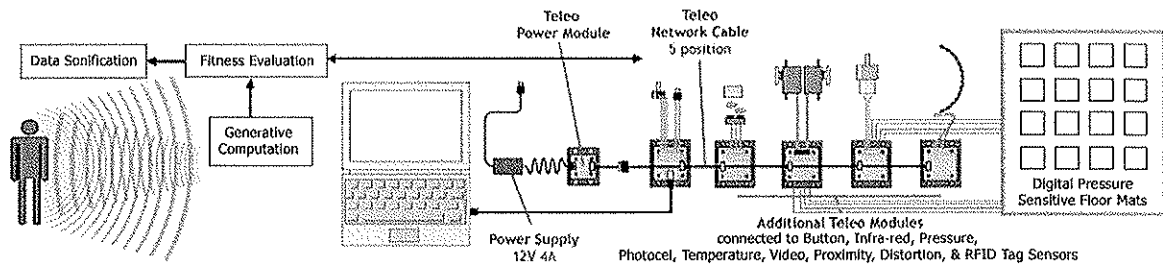 Data Sonification
Fitness Evaluation
Generative
Computation
Teleo
Power Module
Teleo
Network Cable
5 position
Power Supply
12V 4A
Digital Pressure
Sensitive Floor Mats
Additional Teleo Modules
connected to Button, Infra-red, Pressure,
Photocel, Temperature, Video, Proximity, Distortion, & RFID Tag Sensors